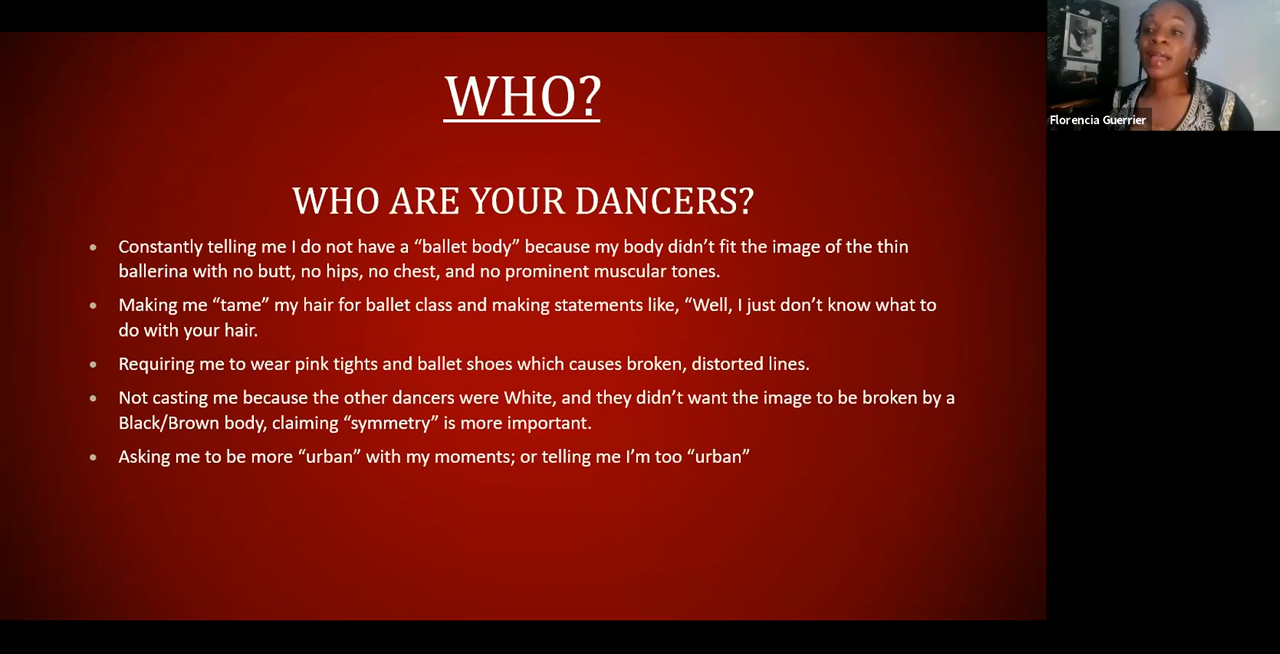 WHO?
WHO ARE YOUR DANCERS?
• Constantly telling me I do not have a “ballet body” because my body didn’t fit the image of the thin
ballerina with no butt, no hips, no chest, and no prominent muscular tones.
• Making me “tame” my hair for ballet class and making statements like, “Well, I just don’t know what to
do with your hair.
• Requiring me to wear pink tights and ballet shoes which causes broken, distorted lines.
• Not casting me because the other dancers were White, and they didn’t want the image to be broken by a
Black/Brown body, claiming “symmetry” is more important.
• Asking me to be more “urban” with my moments; or telling me I’m too “urban”
Florencia Guerrier